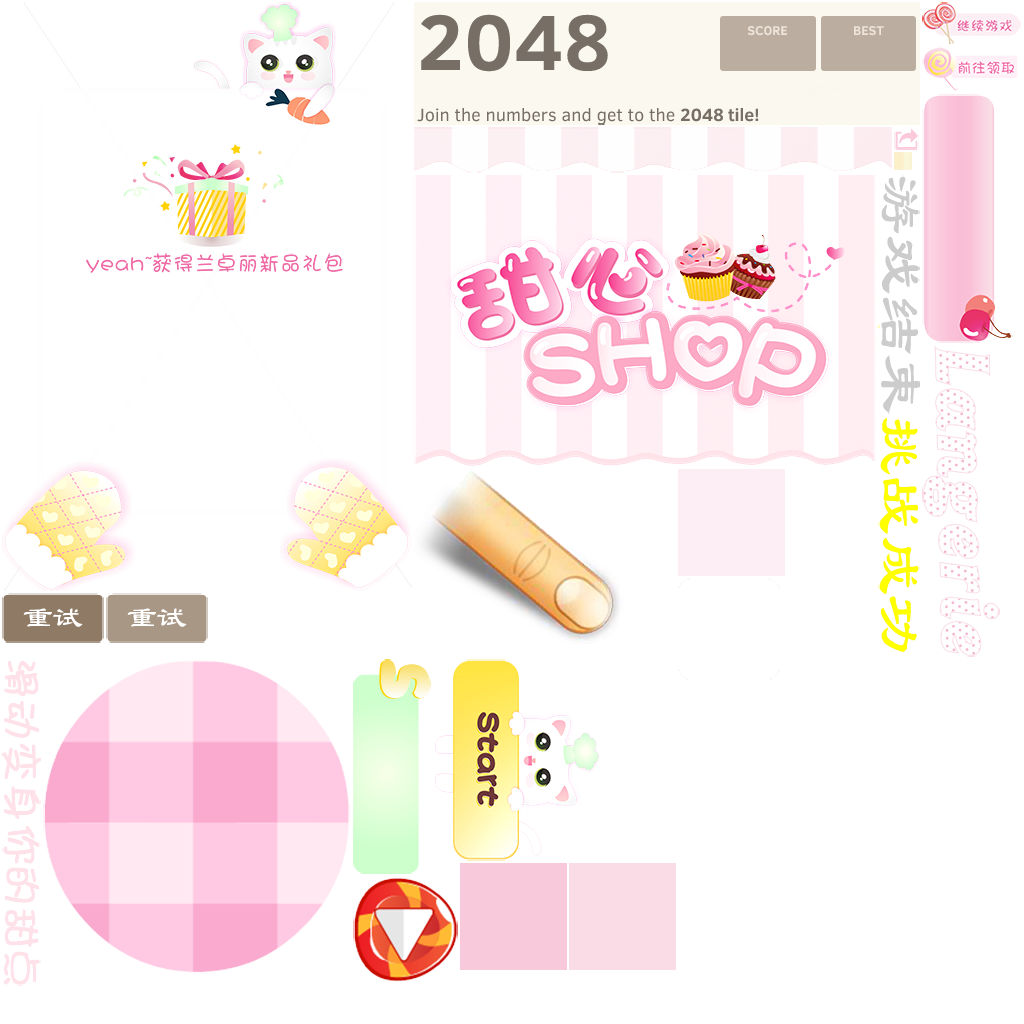 2048
SCORE
BEST
Join the numbers and get to the 2048 tile!
继续游戏
前往领取
yeah~获得兰卓丽新品礼包
甜心
SHOP
游戏结束
挑战成功
Langerie
重试
重试
滑动变身你的甜点
S
Start